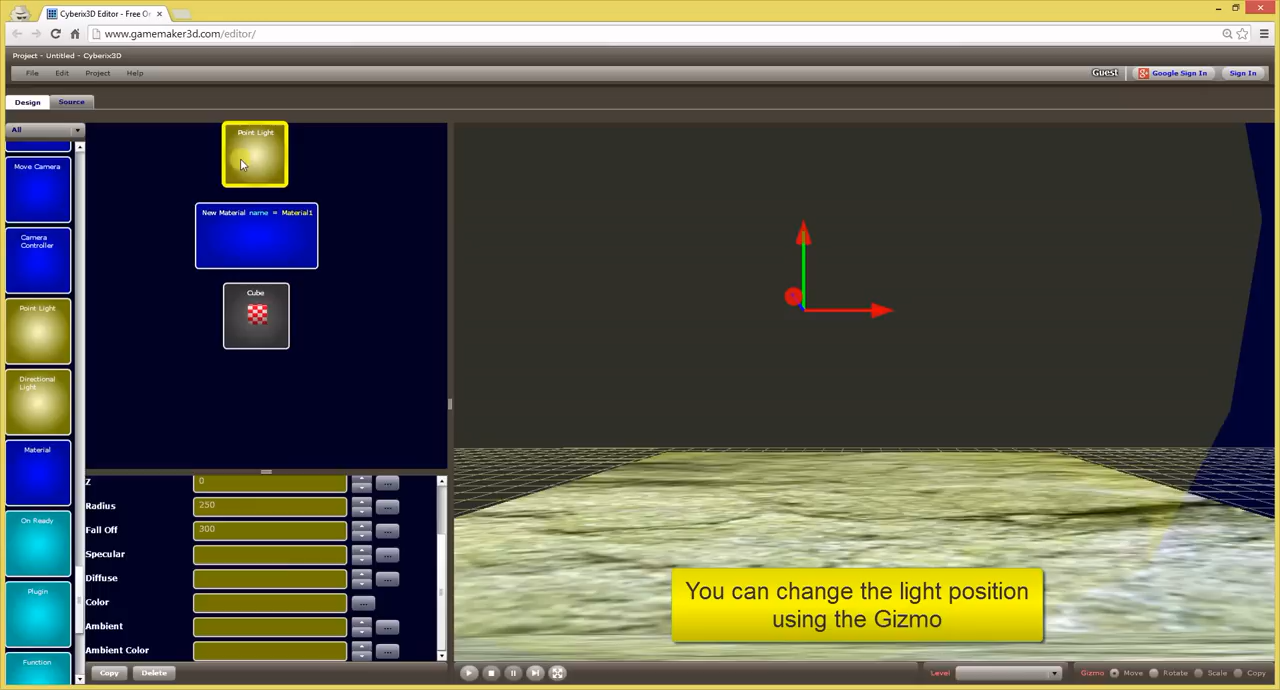 Cyberix3D Editor - Free O
www.gamemaker3d.com/editor/
Project - Untitled - Cyberix3D
File Edit Project Help
Guest Google Sign In Sign In
Design Source
All
Move Camera
Camera
Controller
Point Light
Directional
Light
Material
On Ready
Plugin
Function
Point Light
New Material name = Material1
Cube
Z 0
Radius 250
Fall Off 300
Specular
Diffuse
Color
Ambient
Ambient Color
Copy Delete
You can change the light position
using the Gizmo
Level Gizmo Move Rotate Scale Copy